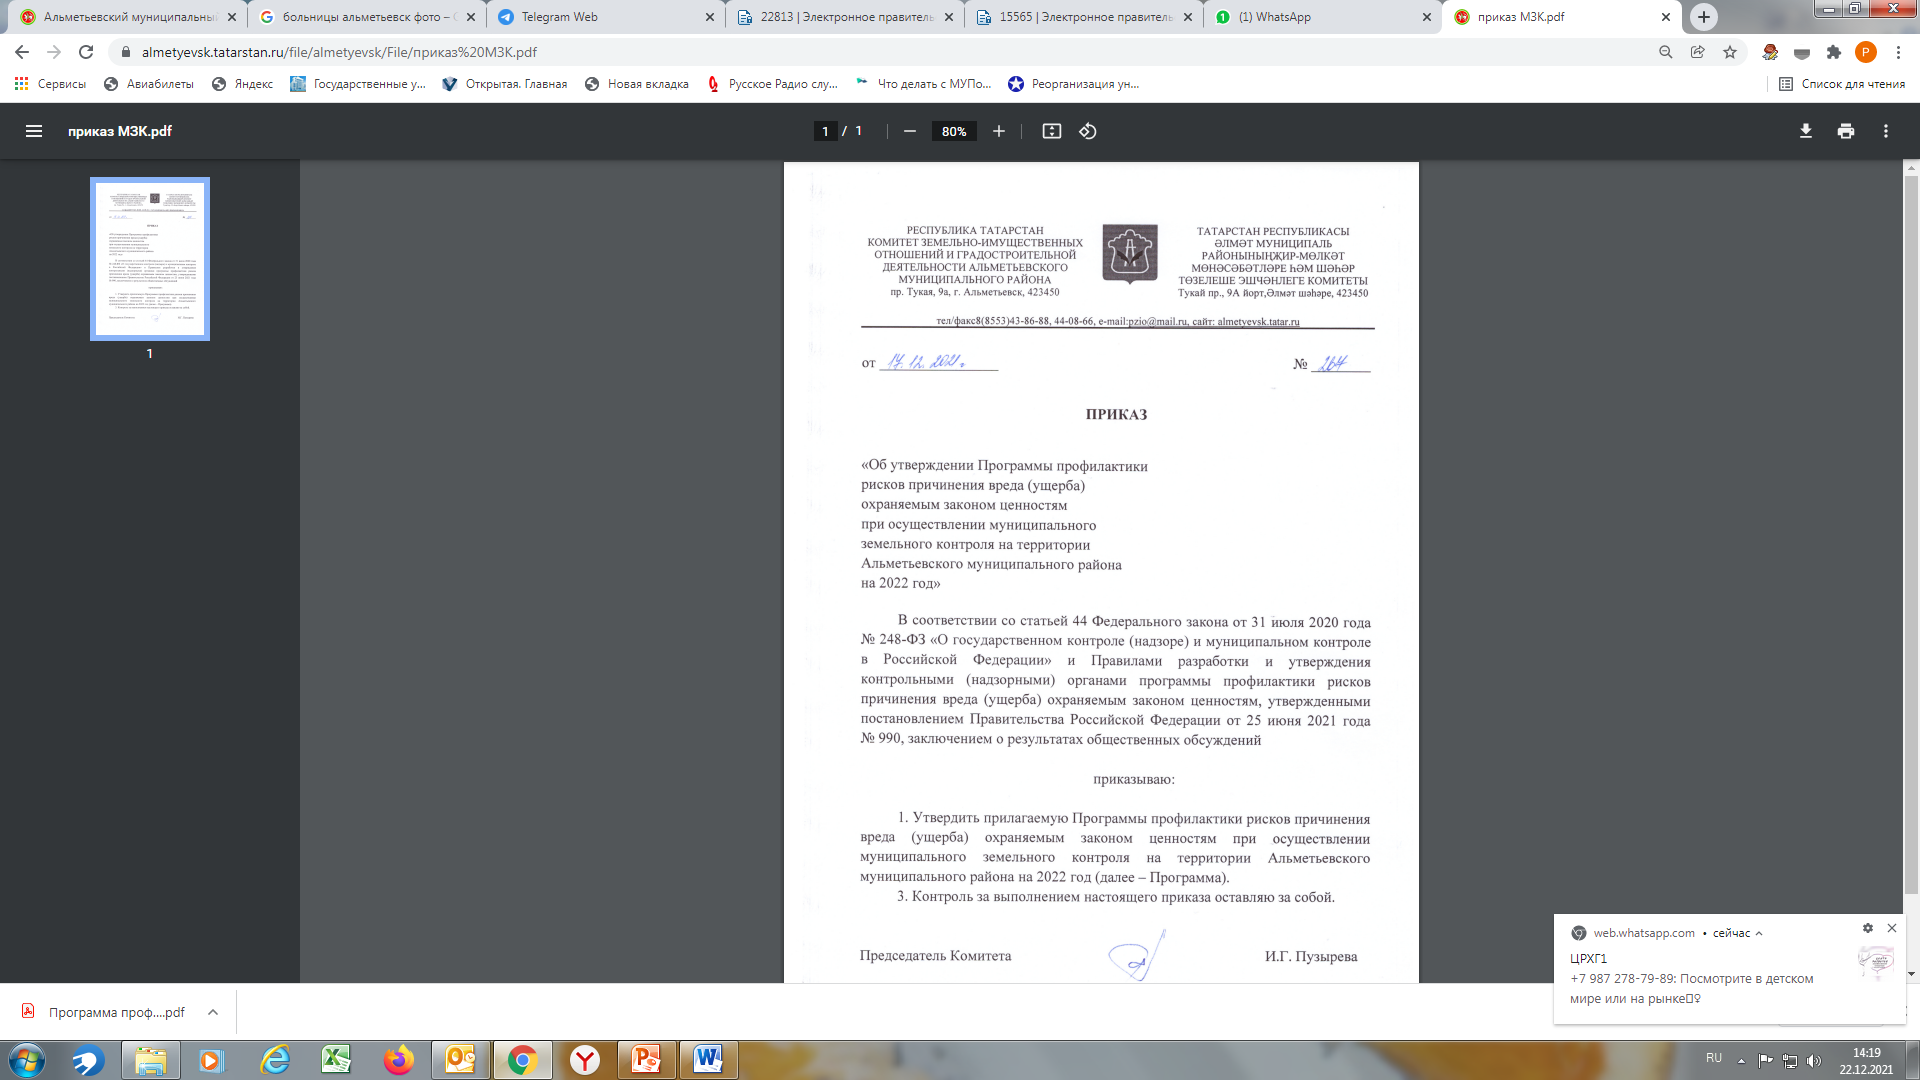 Альметьевский муниципальный
больницы альметьевск фото – G
Telegram Web
22813 | Электронное правитель
15565 | Электронное правитель
(1) WhatsApp
приказ МЗК.pdf
almetyevsk.tatarstan.ru/file/almetyevsk/File/приказ%20МЗК.pdf
P
Сервисы
Авиабилеты
Яндекс
Государственные у...
Открытая. Главная
Новая вкладка
Русское Радио слу...
Что делать с МУПо...
Реорганизация ун...
Список для чтения
приказ МЗК.pdf
1 / 1
80%
1
РЕСПУБЛИКА ТАТАРСТАН
КОМИТЕТ ЗЕМЕЛЬНО-ИМУЩЕСТВЕННЫХ
ОТНОШЕНИЙ И ГРАДОСТРОИТЕЛЬНОЙ
ДЕЯТЕЛЬНОСТИ АЛЬМЕТЬЕВСКОГО
МУНИЦИПАЛЬНОГО РАЙОНА
пр. Тукая, 9а, г. Альметьевск, 423450
ТАТАРСТАН РЕСПУБЛИКАСЫ
ӘЛМӘТ МУНИЦИПАЛЬ
РАЙОНЫНЫҢЖИР-МӨЛКӘТ
МӨНӘСӘБӘТЛӘРЕ ҺӘМ ШӘҺӘР
ТӨЗЕЛЕШЕ ЭШЧӘНЛЕГЕ КОМИТЕТЫ
Тукай пр., 9А йорт,Әлмәт шәһәре, 423450
тел/факс8(8553)43-86-88, 44-08-66, e-mail:pzio@mail.ru, сайт: almetyevsk.tatar.ru
от 17.12.2021г.
№ 264
ПРИКАЗ
«Об утверждении Программы профилактики
рисков причинения вреда (ущерба)
охраняемым законом ценностям
при осуществлении муниципального
земельного контроля на территории
Альметьевского муниципального района
на 2022 год»
В соответствии со статьей 44 Федерального закона от 31 июля 2020 года
№ 248-ФЗ «О государственном контроле (надзоре) и муниципальном контроле
в Российской Федерации» и Правилами разработки и утверждения
контрольными (надзорными) органами программы профилактики рисков
причинения вреда (ущерба) охраняемым законом ценностям, утвержденными
постановлением Правительства Российской Федерации от 25 июня 2021 года
№ 990, заключением о результатах общественных обсуждений
приказываю:
1. Утвердить прилагаемую Программы профилактики рисков причинения
вреда (ущерба) охраняемым законом ценностям при осуществлении
муниципального земельного контроля на территории Альметьевского
муниципального района на 2022 год (далее – Программа).
3. Контроль за выполнением настоящего приказа оставляю за собой.
Председатель Комитета
И.Г. Пузырева
web.whatsapp.com • сейчас
ЦРХГ1
+7 987 278-79-89: Посмотрите в детском
мире или на рынке▯♀
Программа проф....pdf
RU
14:19
22.12.2021